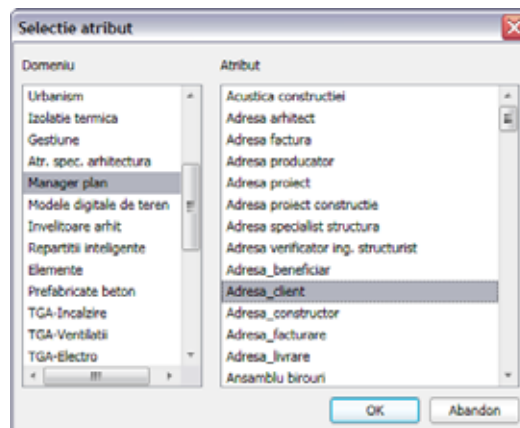 Selectie atribut
Domeniu
Urbanism
Izolatie termica
Gestiune
Atr. spec. arhitectura
Manager plan
Modele digitale de teren
Invelitoare arhit
Repartitii inteligente
Elemente
Prefabricate beton
TGA-Incalzire
TGA-Ventilatii
TGA-Electro
Atribut
Acustica constructiei
Adresa arhitect
Adresa factura
Adresa producator
Adresa proiect
Adresa proiect constructie
Adresa specialist structura
Adresa verificator ing. structurist
Adresa_beneficiar
Adresa_client
Adresa_constructor
Adresa_facturare
Adresa_livrare
Ansamblu birouri
OK
Abandon